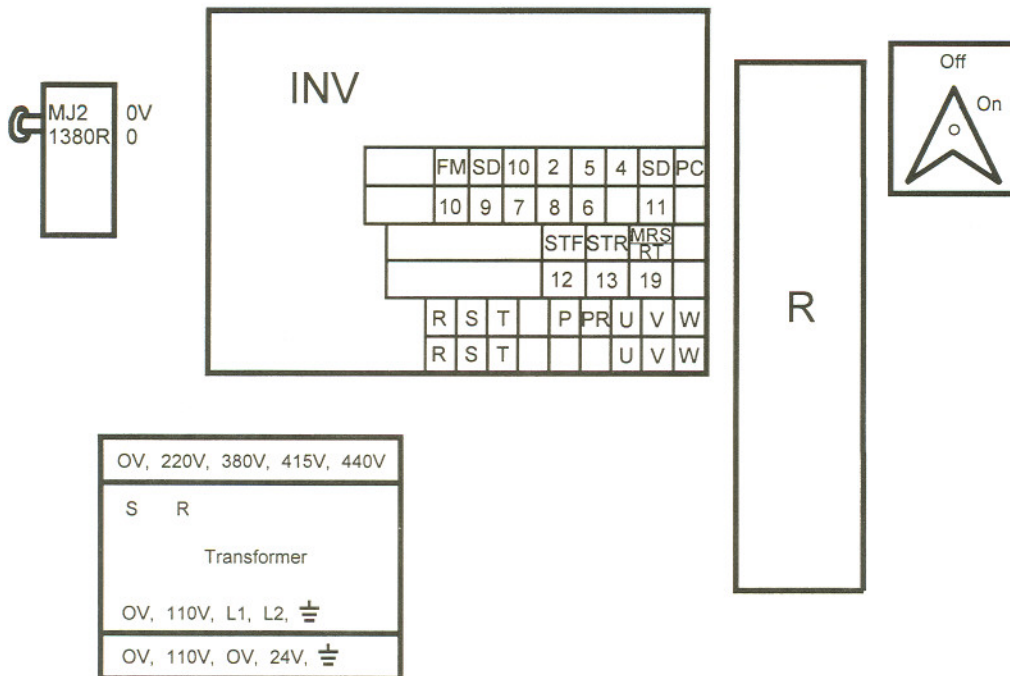 INV
MJ2 0V
1380R 0
FM SD 10 2 5 4 SD PC
10 9 7 8 6 11
STF STR MRS
RT
12 13 19
R S T P PR U V W
R S T U V W
R
Off
On
OV, 220V, 380V, 415V, 440V
S R
Transformer
OV, 110V, L1, L2,
OV, 110V, OV, 24V,